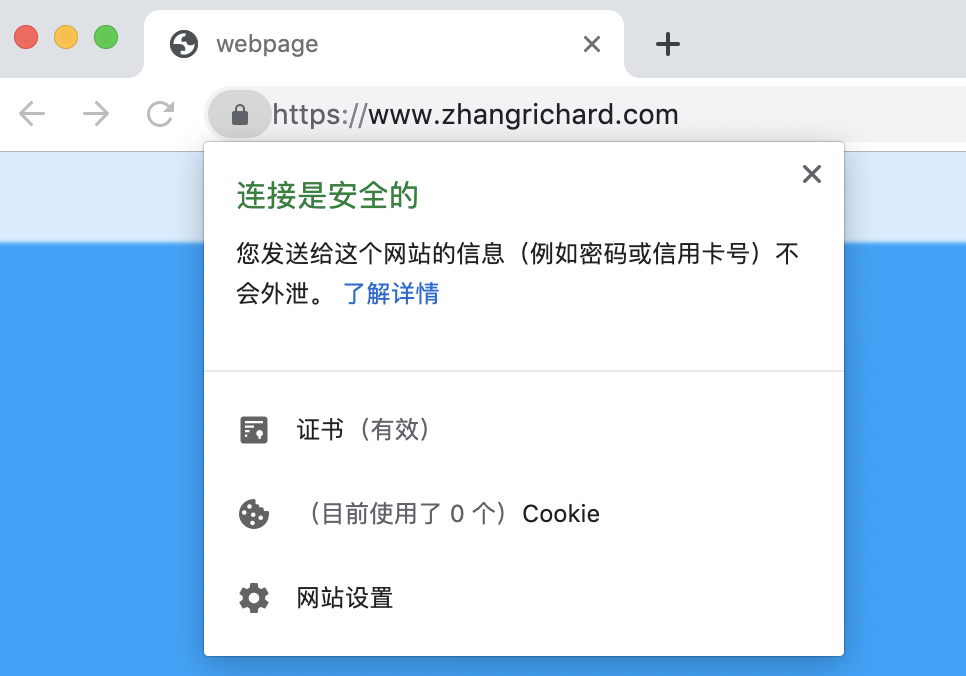 webpage
https://www.zhangrichard.com
连接是安全的
您发送给这个网站的信息（例如密码或信用卡号）不
会外泄。 了解详情
证书（有效）
（目前使用了 0 个）Cookie
网站设置